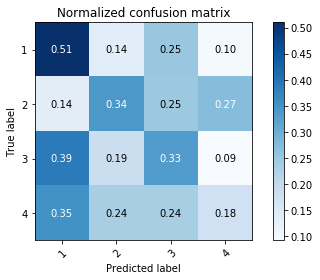 Normalized confusion matrix
True label
1 0.51 0.14 0.25 0.10
2 0.14 0.34 0.25 0.27
3 0.39 0.19 0.33 0.09
4 0.35 0.24 0.24 0.18
1 2 3 4
Predicted label
0.50
0.45
0.40
0.35
0.30
0.25
0.20
0.15
0.10